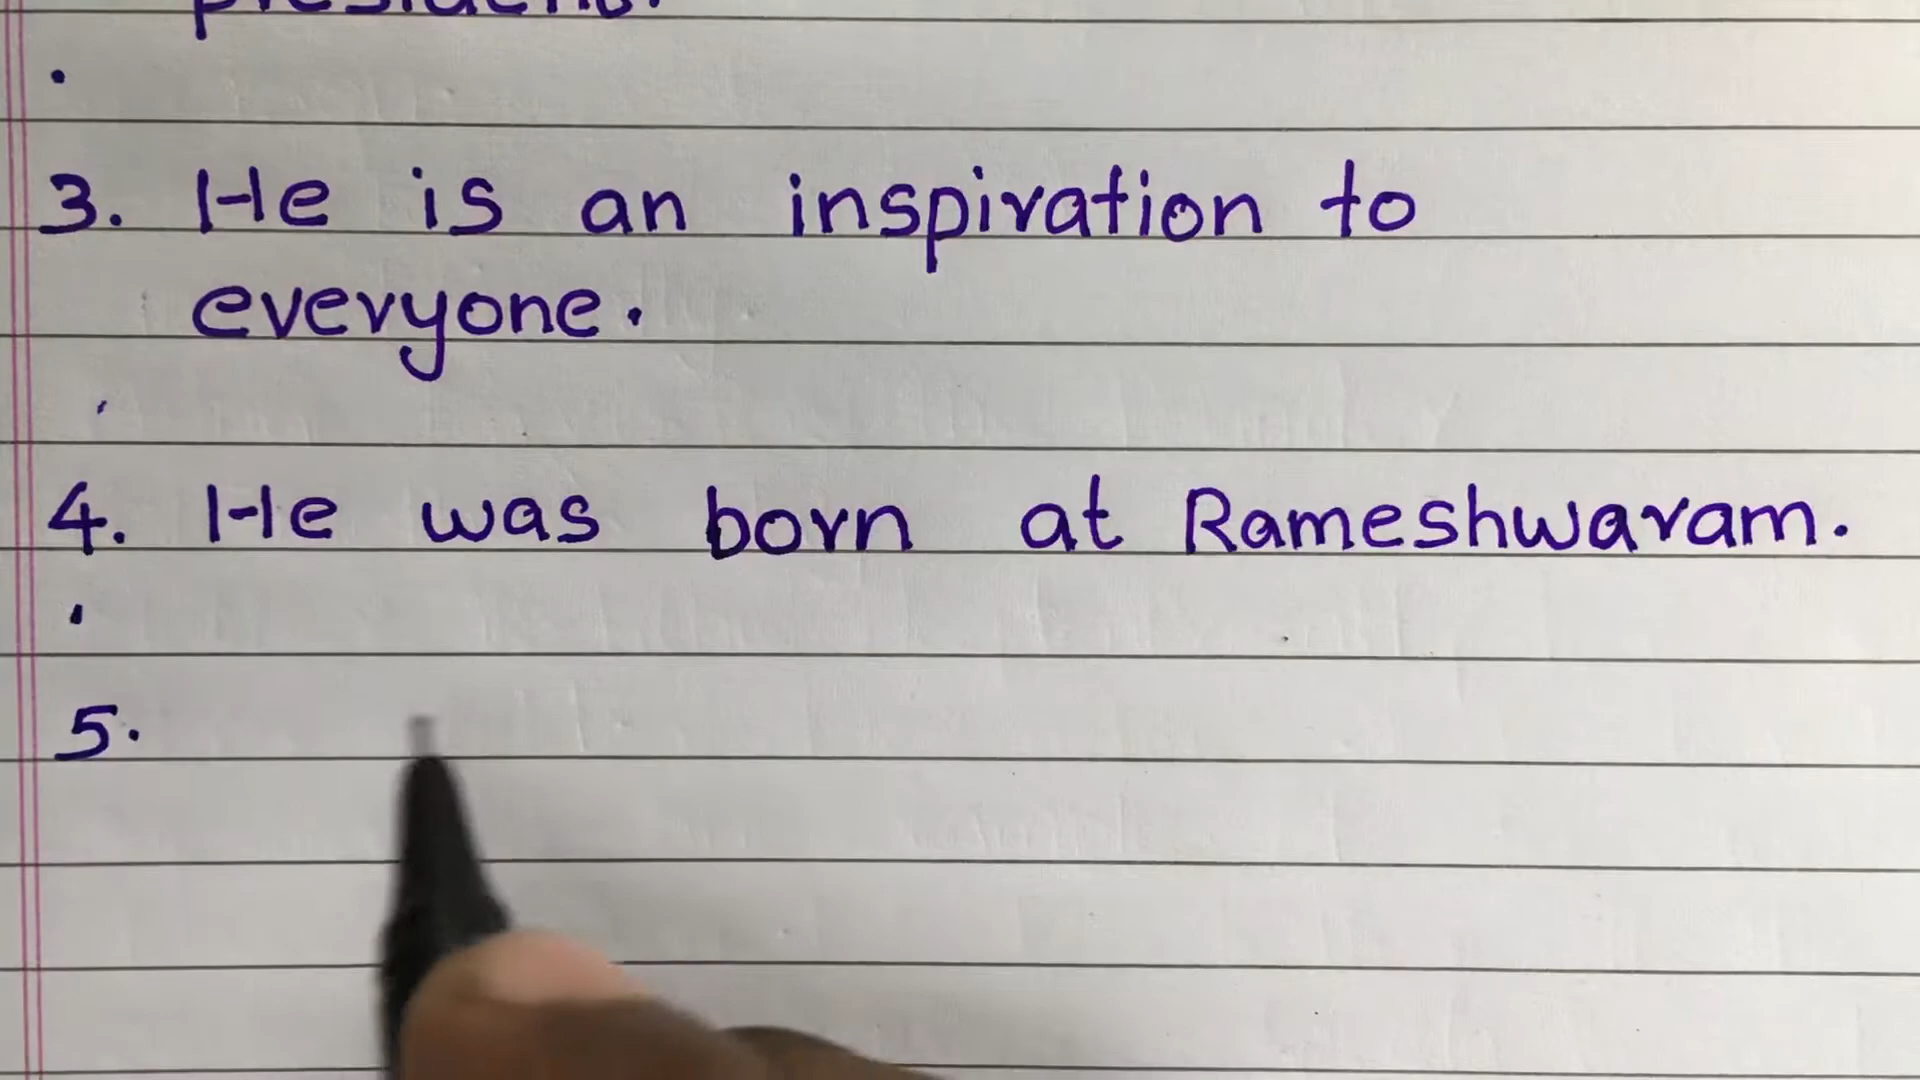 3. He is an inspiration to
everyone.
4. He was born at Rameshwaram.
5.